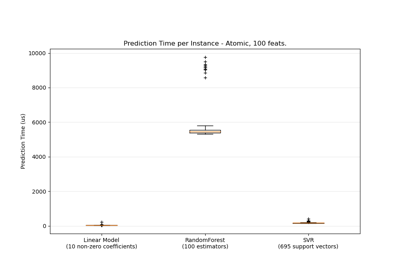 Prediction Time per Instance - Atomic, 100 feats.
10000
8000
6000
4000
2000
0
Prediction Time (us)
Linear Model
(10 non-zero coefficients)
RandomForest
(100 estimators)
SVR
(695 support vectors)